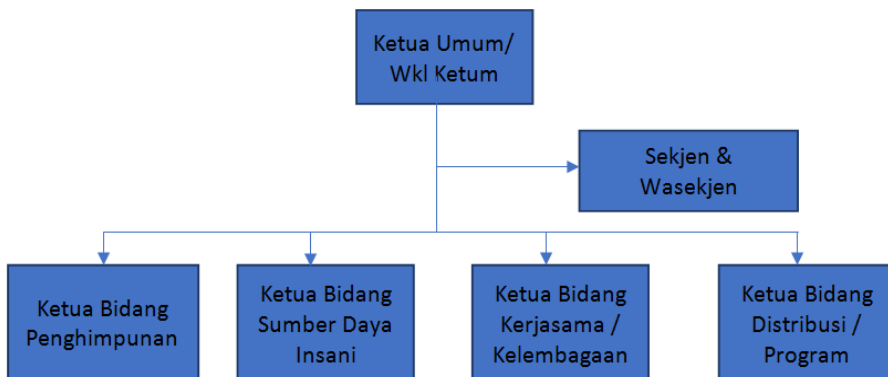 Ketua Umum/
Wkl Ketum
Sekjen &
Wasekjen
Ketua Bidang
Penghimpunan
Ketua Bidang
Sumber Daya
Insani
Ketua Bidang
Kerjasama /
Kelembagaan
Ketua Bidang
Distribusi /
Program